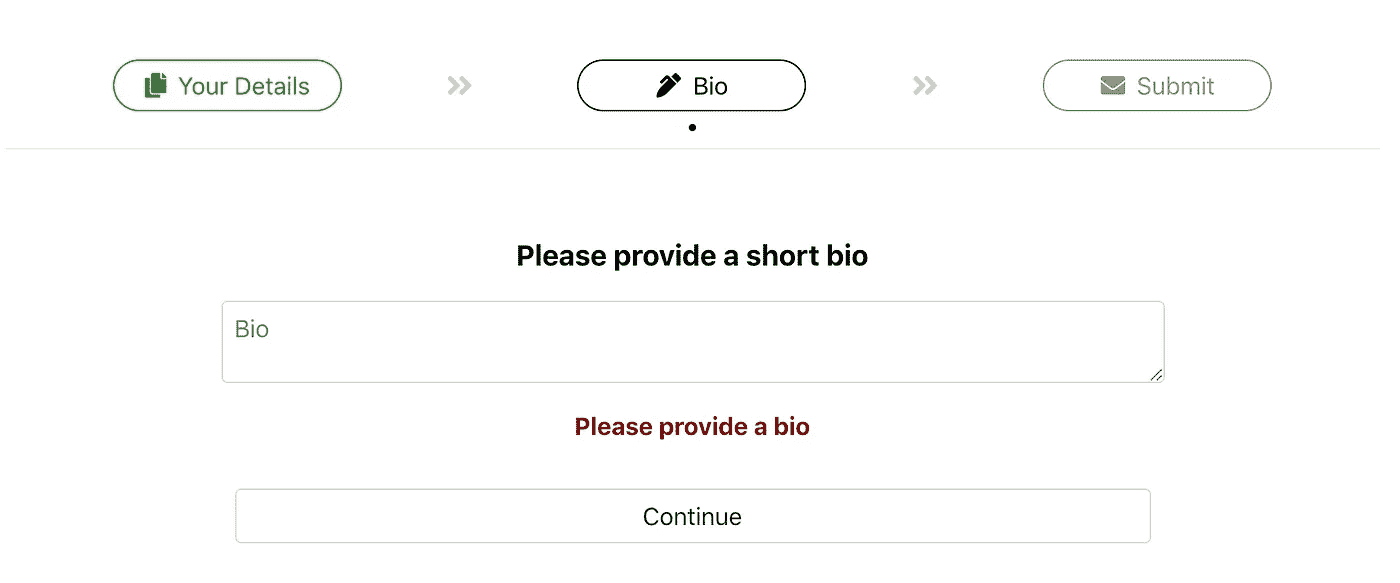 Your Details
Bio
Submit
Please provide a short bio
Bio
Please provide a bio
Continue